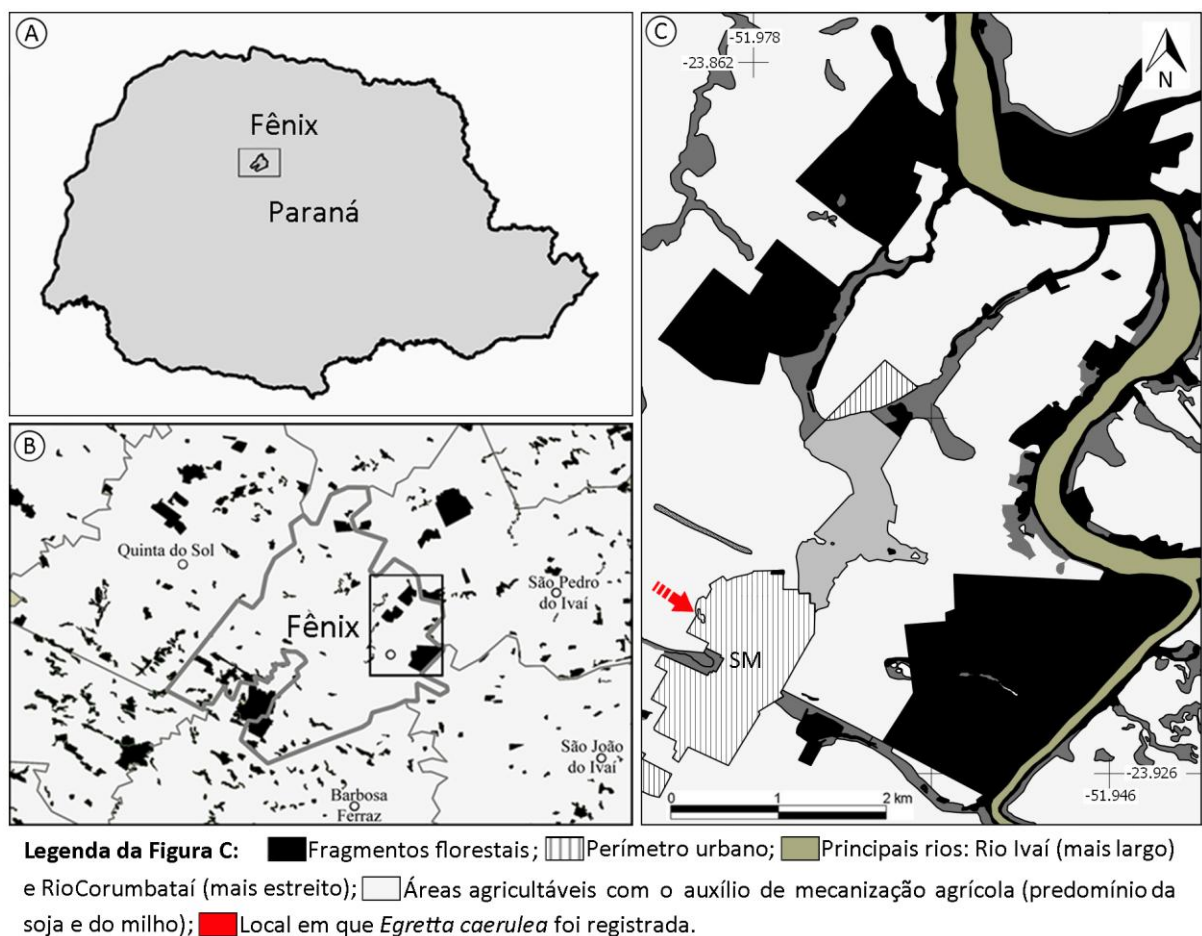 A
Fênix
Paraná
B
Quinta do Sol
Fênix
São Pedro
do Ivaí
São João
do Ivaí
Barbosa
Ferraz
C
-51.978
-23.862
N
SM
-23.926
-51.946
0 1 2 km
Legenda da Figura C: Fragmentos florestais; Perímetro urbano; Principais rios: Rio Ivaí (mais largo)
e RioCorumbataí (mais estreito); Áreas agricultáveis com o auxílio de mecanização agrícola (predomínio da
soja e do milho); Local em que Egretta caerulea foi registrada.